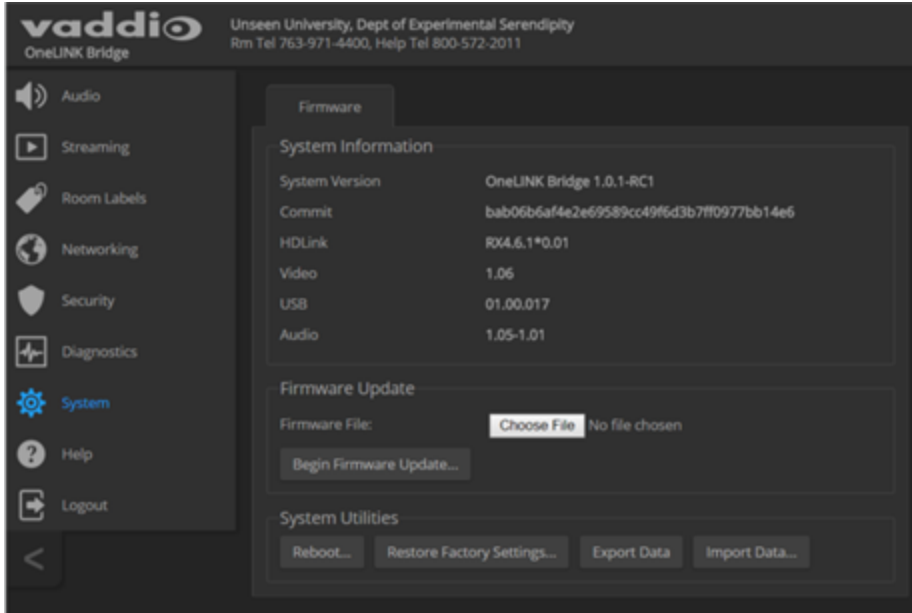 vaddio
OneLINK Bridge
Unseen University, Dept of Experimental Serendipity
Rm Tel 763-971-4400, Help Tel 800-572-2011
Audio
Streaming
Room Labels
Networking
Security
Diagnostics
System
Help
Logout
<
Firmware
System Information
System Version OneLINK Bridge 1.0.1-RC1
Commit bab06b6af4e2e69589cc49f6d3b7ff0977bb14e6
HDLink RX4.6.1*0.01
Video 1.06
USB 01.00.017
Audio 1.05-1.01
Firmware Update
Firmware File: Choose File No file chosen
Begin Firmware Update...
System Utilities
Reboot... Restore Factory Settings... Export Data Import Data...